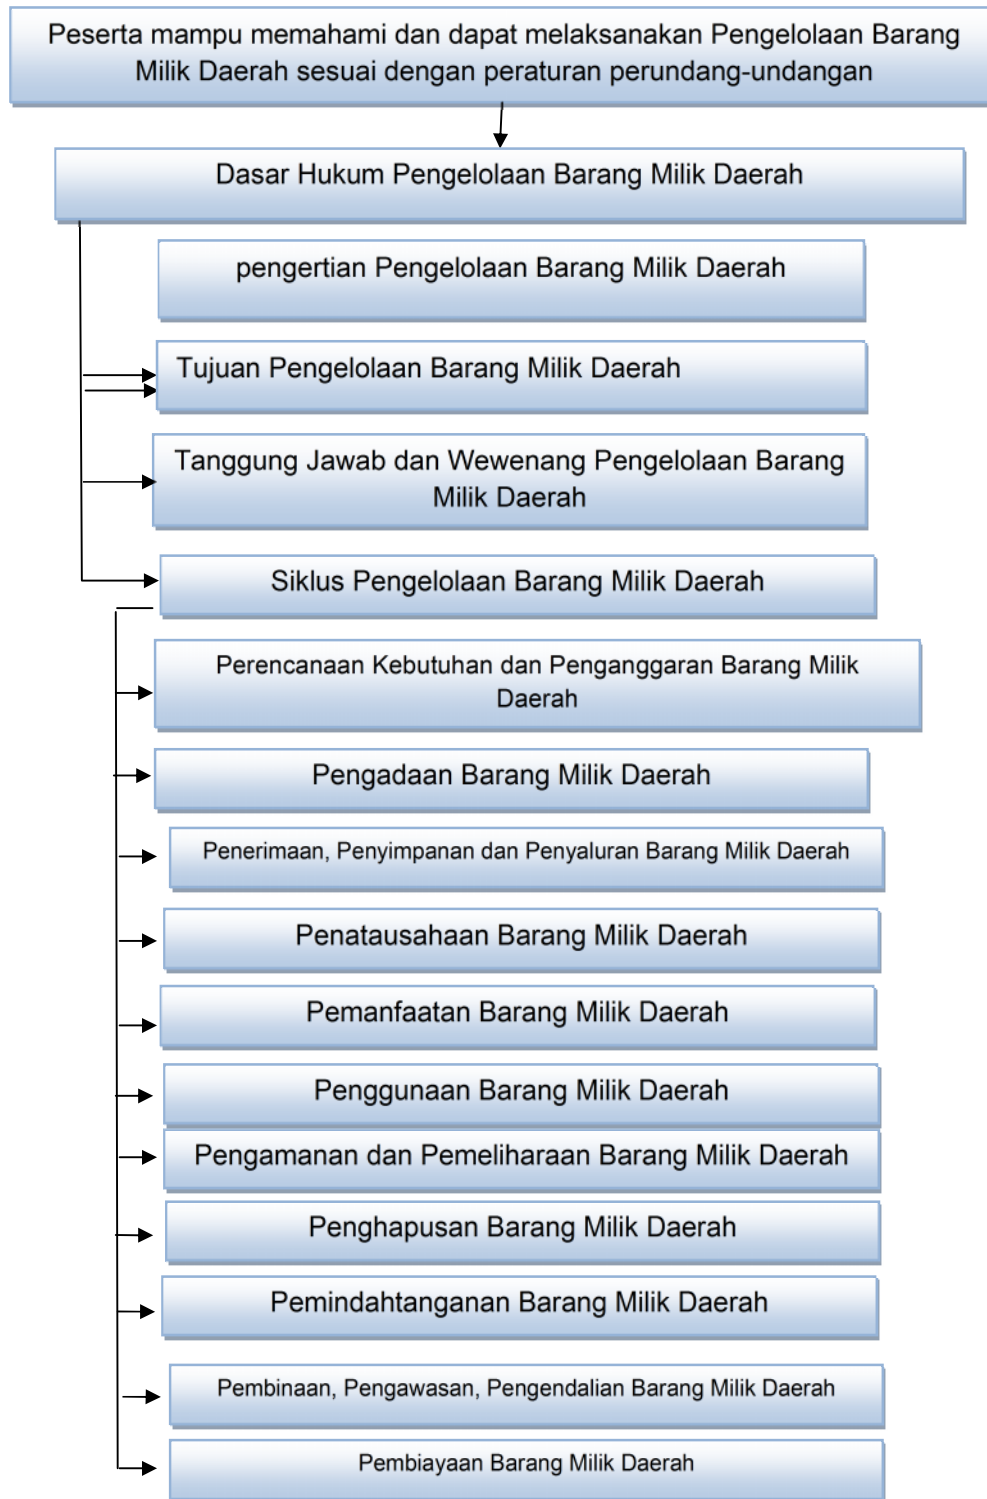 Peserta mampu memahami dan dapat melaksanakan Pengelolaan Barang
Milik Daerah sesuai dengan peraturan perundang-undangan
Dasar Hukum Pengelolaan Barang Milik Daerah
pengertian Pengelolaan Barang Milik Daerah
Tujuan Pengelolaan Barang Milik Daerah
Tanggung Jawab dan Wewenang Pengelolaan Barang
Milik Daerah
Siklus Pengelolaan Barang Milik Daerah
Perencanaan Kebutuhan dan Penganggaran Barang Milik
Daerah
Pengadaan Barang Milik Daerah
Penerimaan, Penyimpanan dan Penyaluran Barang Milik Daerah
Penatausahaan Barang Milik Daerah
Pemanfaatan Barang Milik Daerah
Penggunaan Barang Milik Daerah
Pengamanan dan Pemeliharaan Barang Milik Daerah
Penghapusan Barang Milik Daerah
Pemindahtanganan Barang Milik Daerah
Pembinaan, Pengawasan, Pengendalian Barang Milik Daerah
Pembiayaan Barang Milik Daerah